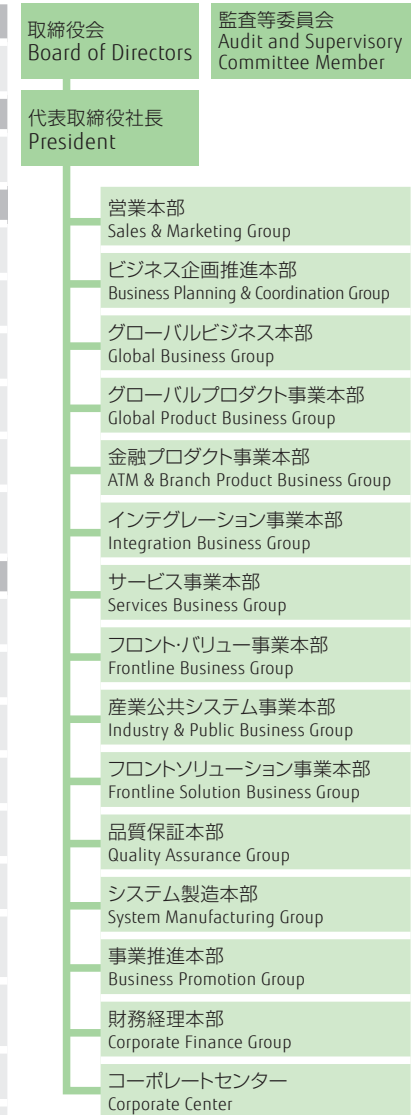 取締役会
Board of Directors
監査等委員会
Audit and Supervisory
Committee Member
代表取締役社長
President
営業本部
Sales & Marketing Group
ビジネス企画推進本部
Business Planning & Coordination Group
グローバルビジネス本部
Global Business Group
グローバルプロダクト事業本部
Global Product Business Group
金融プロダクト事業本部
ATM & Branch Product Business Group
インテグレーション事業本部
Integration Business Group
サービス事業本部
Services Business Group
フロント・バリュー事業本部
Frontline Business Group
産業公共システム事業本部
Industry & Public Business Group
フロントソリューション事業本部
Frontline Solution Business Group
品質保証本部
Quality Assurance Group
システム製造本部
System Manufacturing Group
事業推進本部
Business Promotion Group
財務経理本部
Corporate Finance Group
コーポレートセンター
Corporate Center